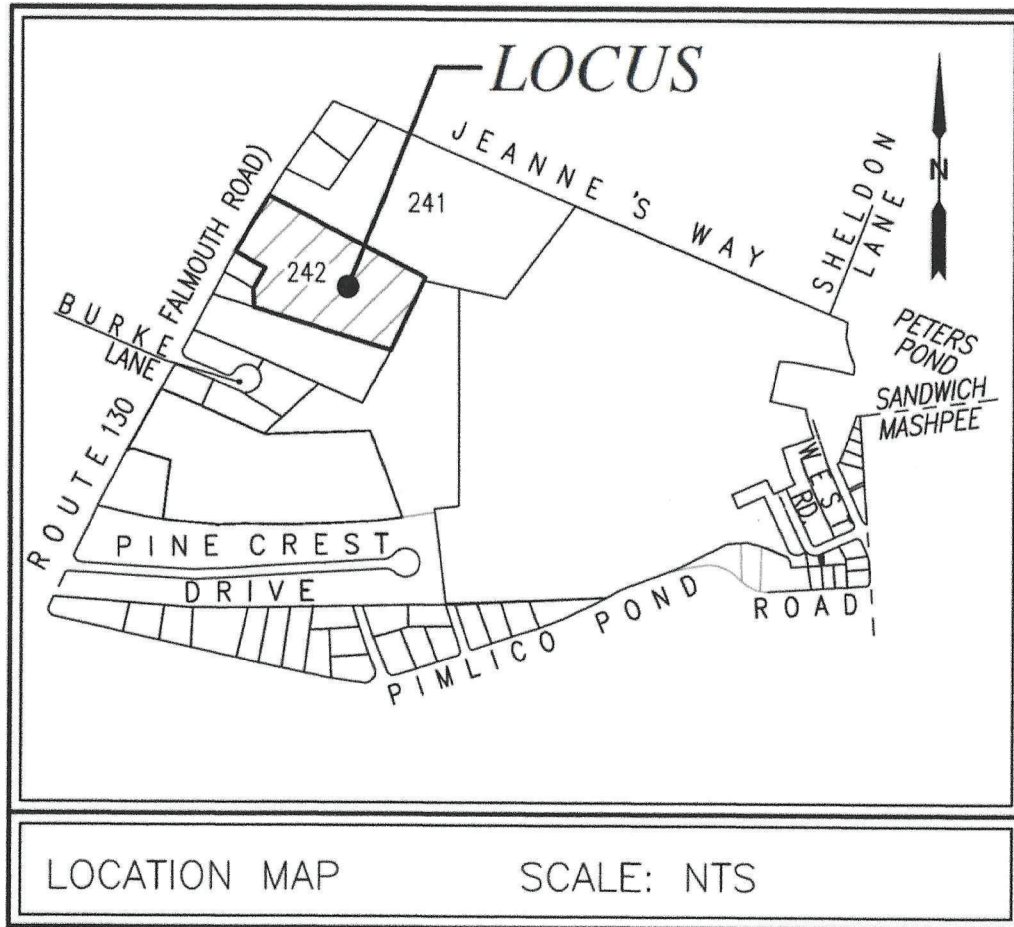 LOCUS
JEANNE'S WAY
SHELDON
LANE
N
241
242
FALMOUTH ROAD)
BURKE
LANE
ROUTE 130
PETERS
POND
SANDWICH
MASHPEE
WEST
RD.
PINE CREST
DRIVE
PIMLICO POND ROAD
LOCATION MAP SCALE: NTS